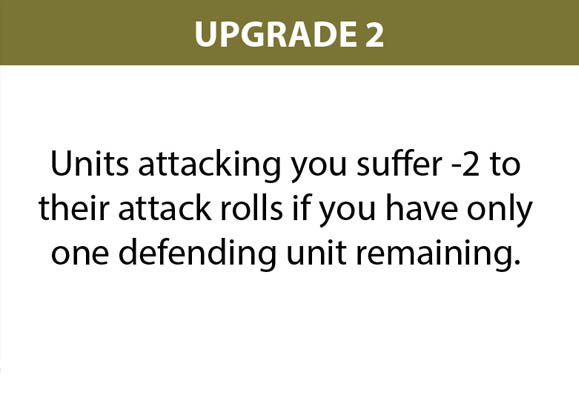 UPGRADE 2
Units attacking you suffer -2 to
their attack rolls if you have only
one defending unit remaining.